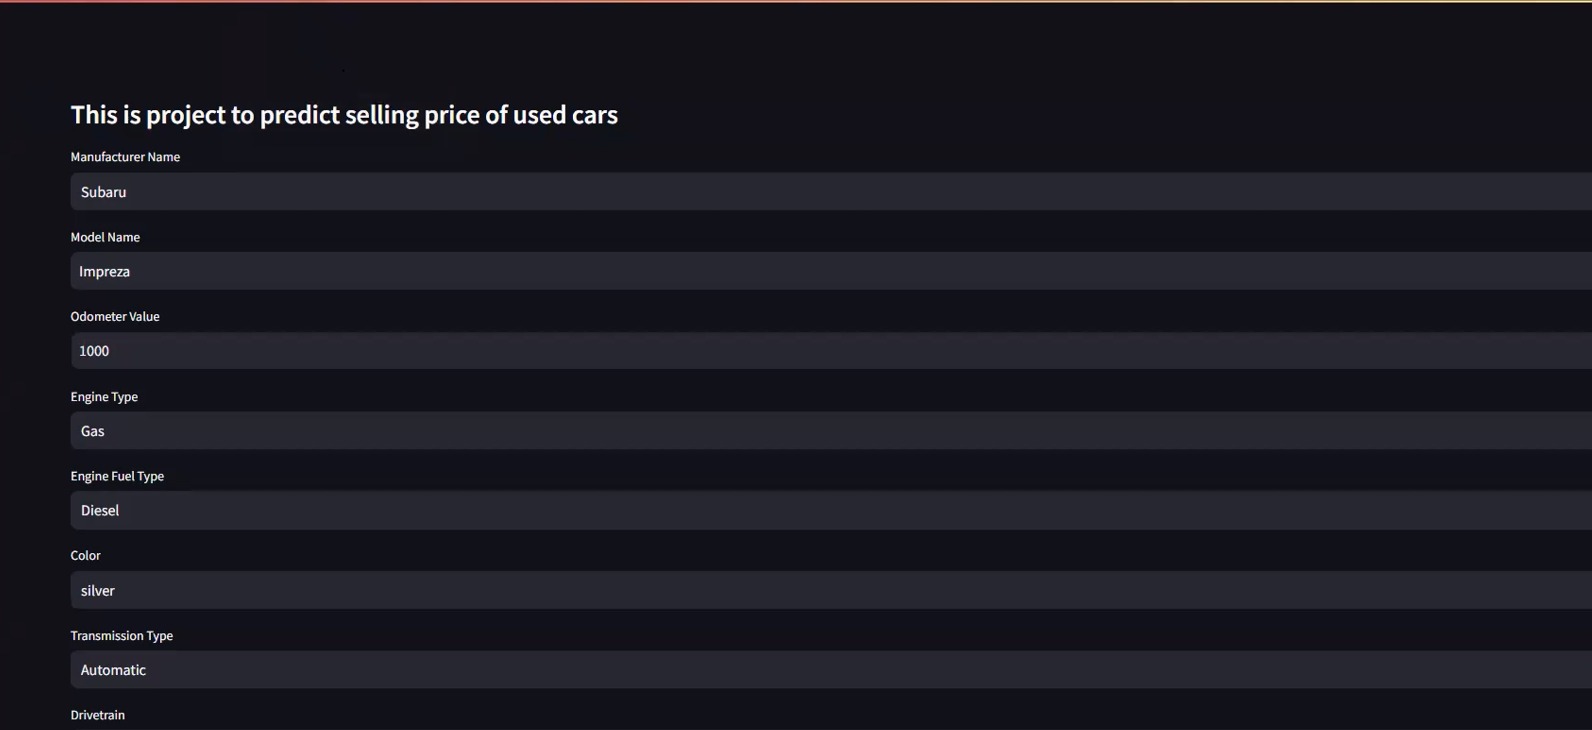 This is project to predict selling price of used cars
Manufacturer Name
Subaru
Model Name
Impreza
Odometer Value
1000
Engine Type
Gas
Engine Fuel Type
Diesel
Color
silver
Transmission Type
Automatic
Drivetrain